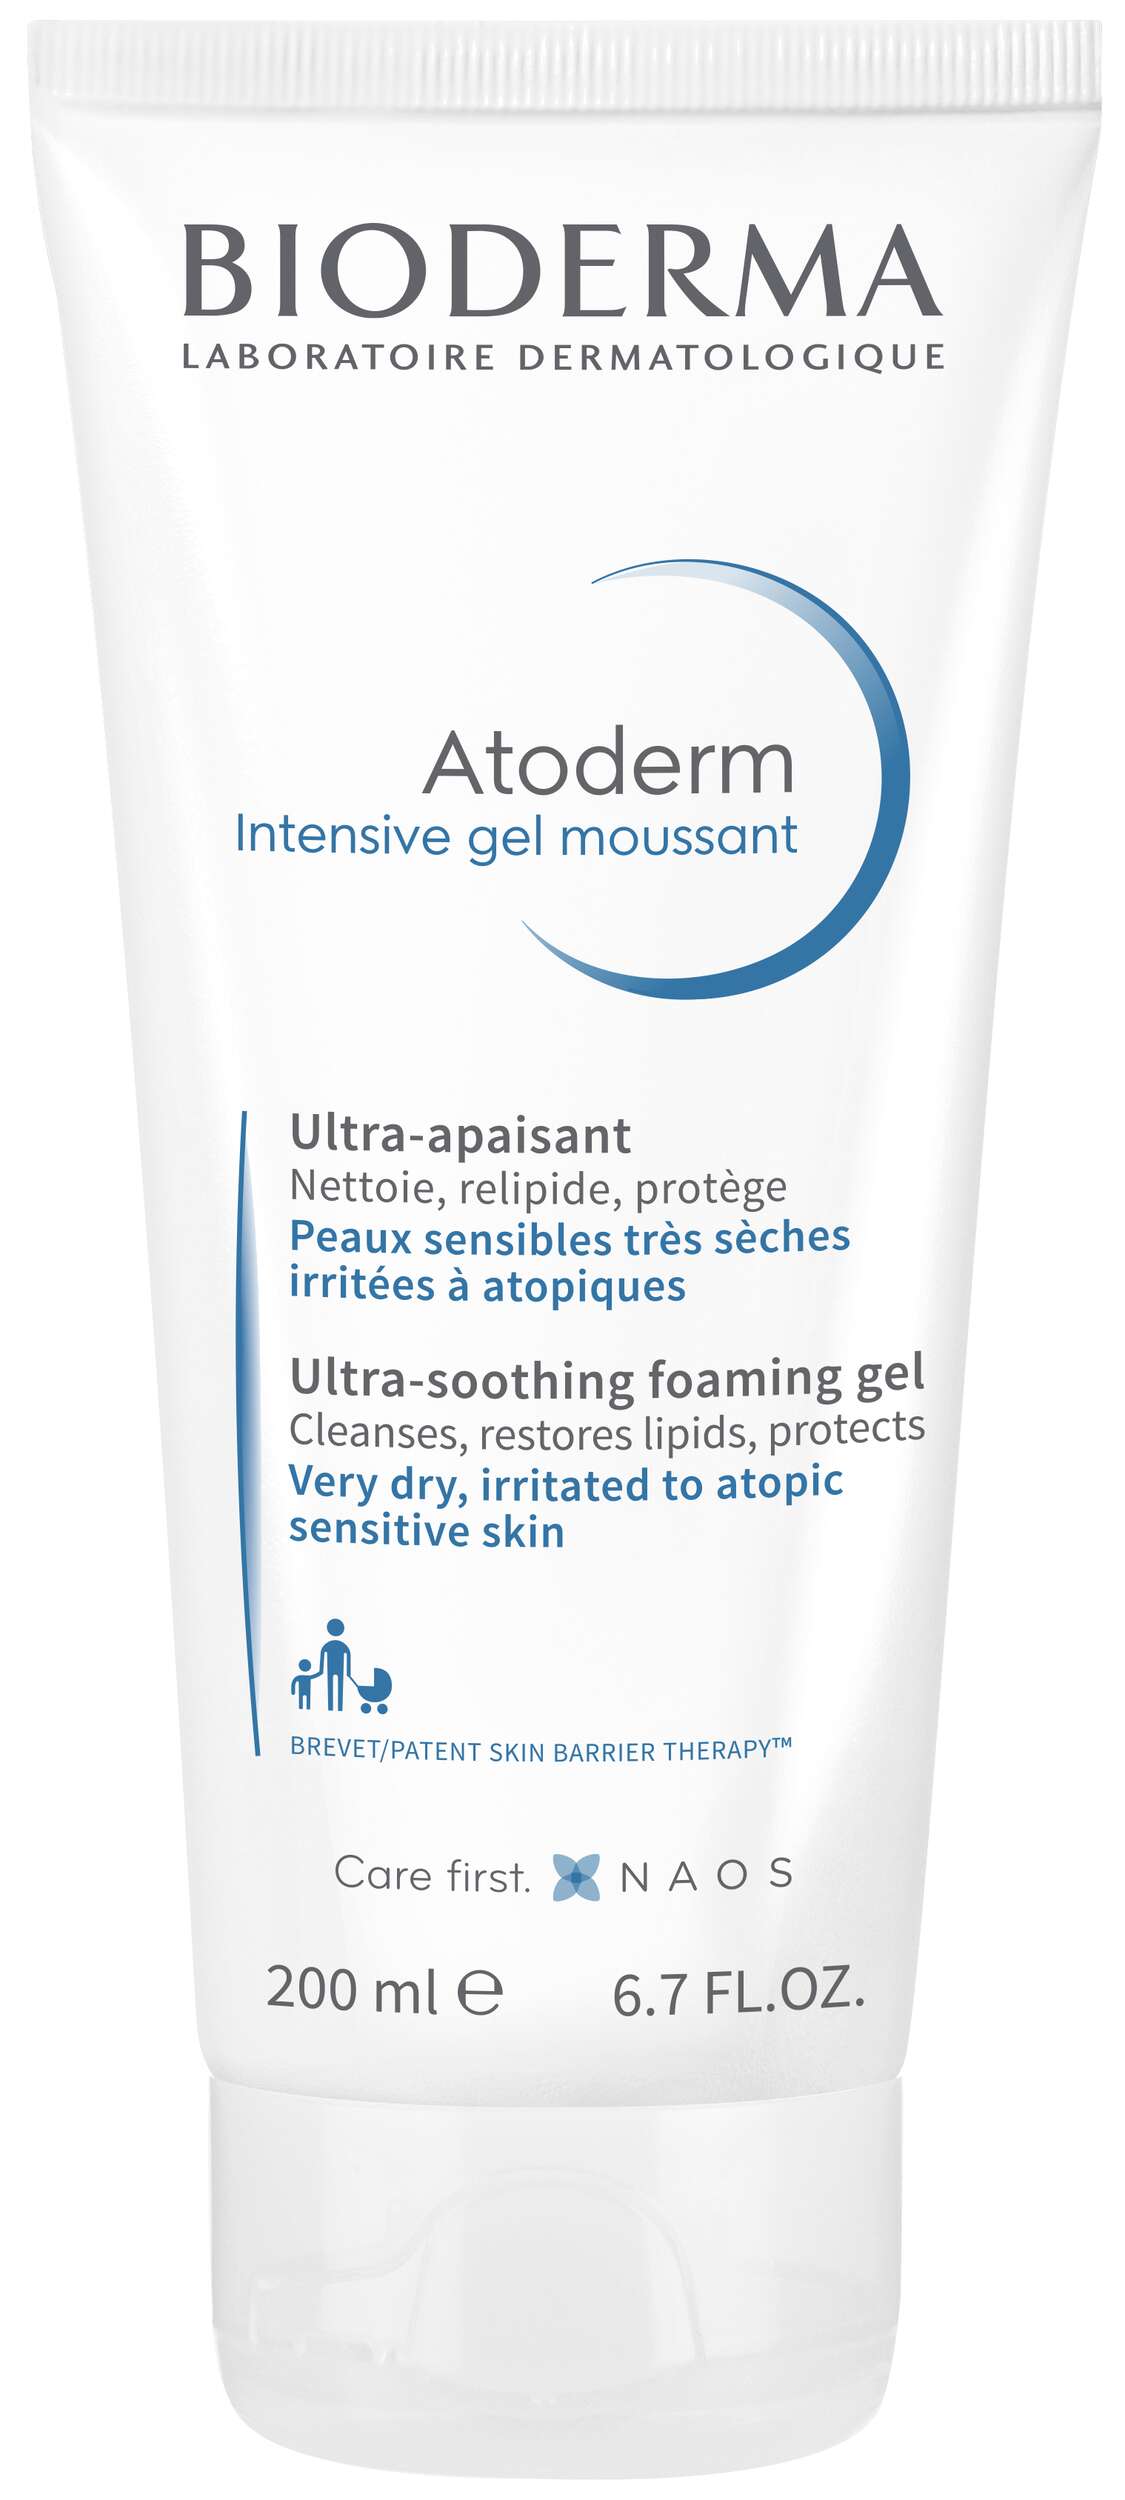 BIODERMA
LABORATOIRE DERMATOLOGIQUE
Atoderm
Intensive gel moussant
Ultra-apaisant
Nettoie, relipide, protège
Peaux sensibles très sèches
irritées à atopiques
Ultra-soothing foaming gel
Cleanses, restores lipids, protects
Very dry, irritated to atopic
sensitive skin
BREVET/PATENT SKIN BARRIER THERAPY™
Care first. NAOS
200 ml ℮ 6.7 FL.OZ.